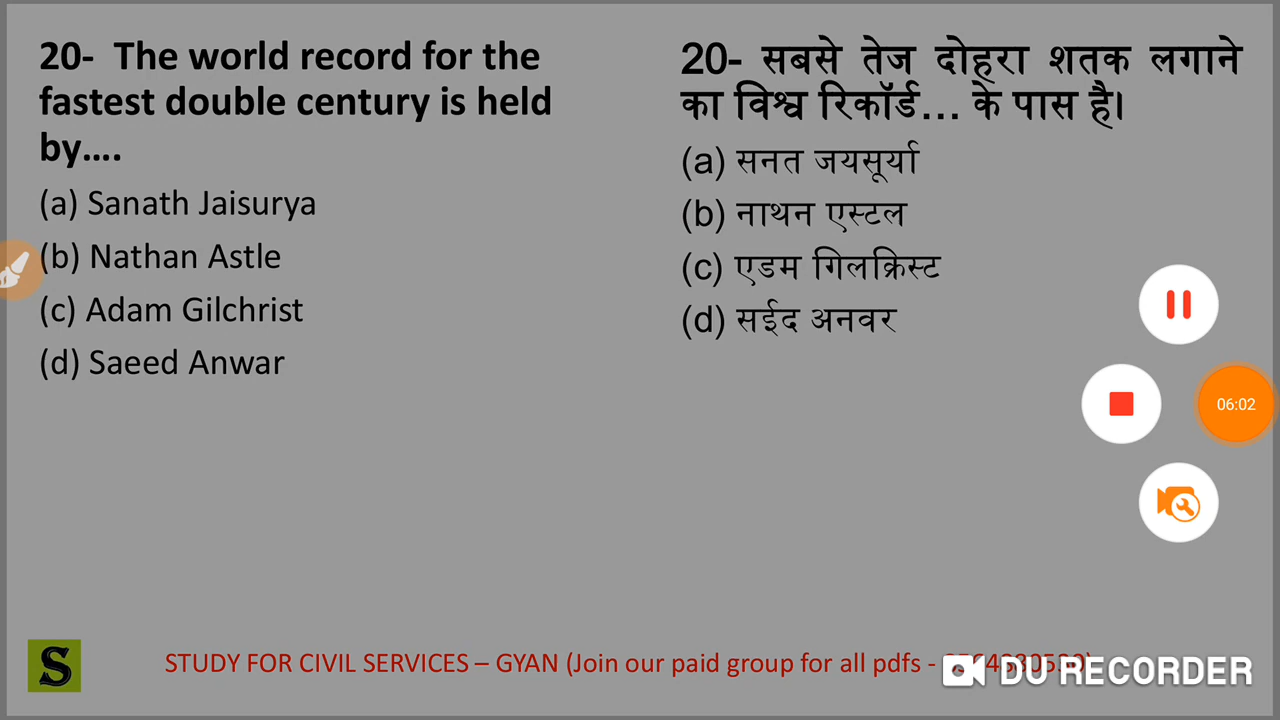 20- The world record for the
fastest double century is held
by....
(a) Sanath Jaisurya
(b) Nathan Astle
(c) Adam Gilchrist
(d) Saeed Anwar
20- सबसे तेज दोहरा शतक लगाने
का विश्व रिकॉर्ड... के पास है।
(a) सनत जयसूर्या
(b) नाथन एस्टल
(c) एडम गिलक्रिस्ट
(d) सईद अनवर
06:02
S
STUDY FOR CIVIL SERVICES – GYAN (Join our paid group for all pdfs -
DU RECORDER